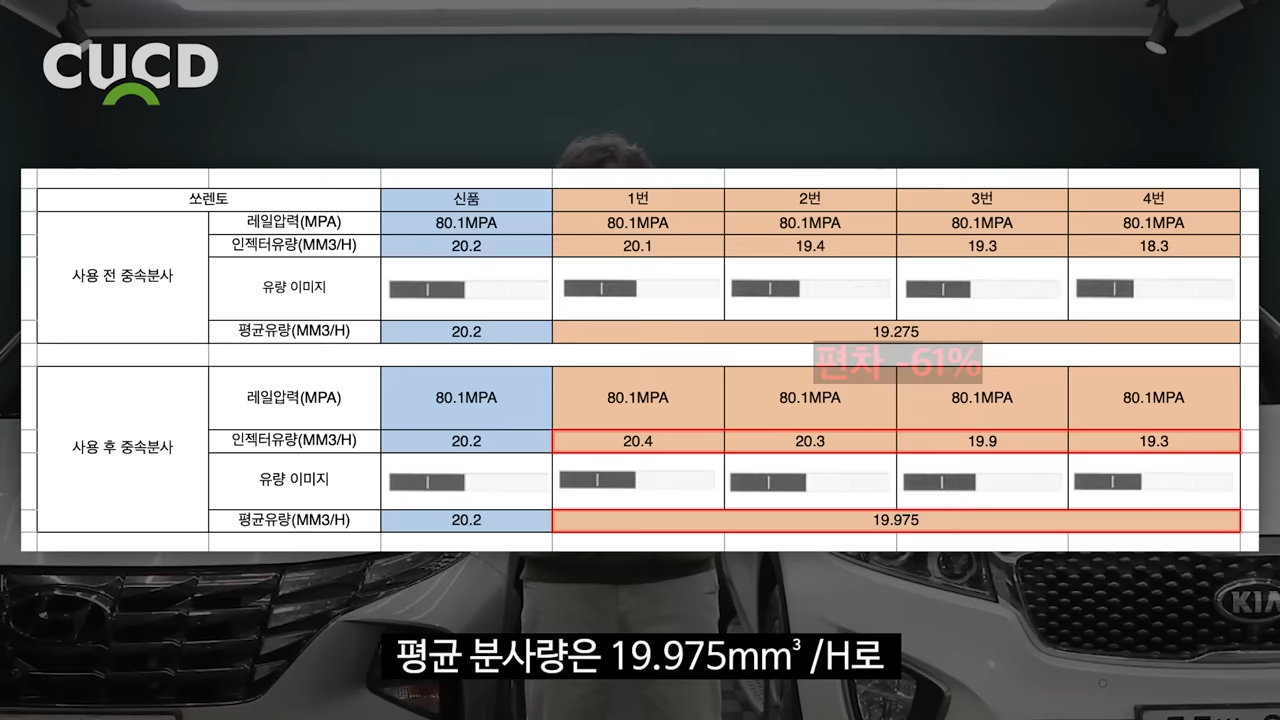 CUCD
쏘렌토 신품 1번 2번 3번 4번
사용 전 중속분사
레일압력(MPA) 80.1MPA 80.1MPA 80.1MPA 80.1MPA 80.1MPA
인젝터유량(MM3/H) 20.2 20.1 19.4 19.3 18.3
유량 이미지
평균유량(MM3/H) 20.2 19.275
편차 -61%
사용 후 중속분사
레일압력(MPA) 80.1MPA 80.1MPA 80.1MPA 80.1MPA 80.1MPA
인젝터유량(MM3/H) 20.2 20.4 20.3 19.9 19.3
유량 이미지
평균유량(MM3/H) 20.2 19.975
평균 분사량은 19.975mm³ /H로